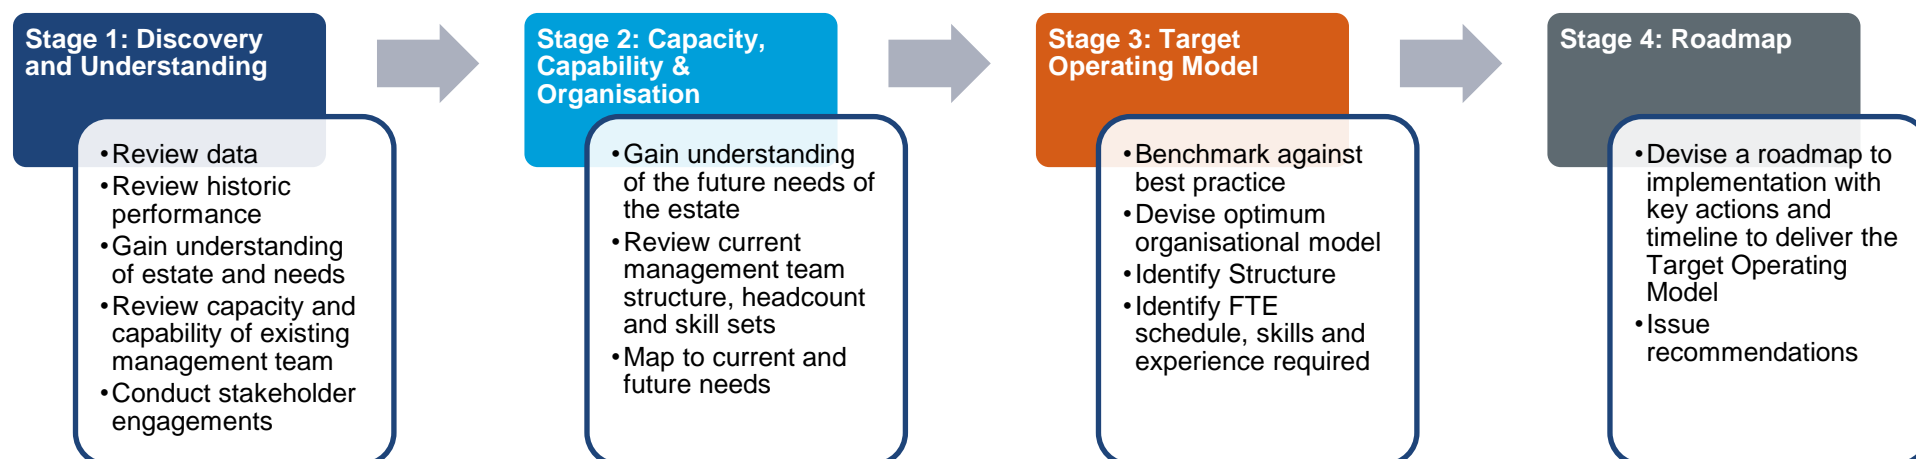 Stage 1: Discovery
and Understanding
•Review data
•Review historic
performance
•Gain understanding
of estate and needs
•Review capacity and
capability of existing
management team
•Conduct stakeholder
engagements
Stage 2: Capacity,
Capability &
Organisation
•Gain understanding
of the future needs of
the estate
•Review current
management team
structure, headcount
and skill sets
•Map to current and
future needs
Stage 3: Target
Operating Model
•Benchmark against
best practice
•Devise optimum
organisational model
•Identify Structure
•Identify FTE
schedule, skills and
experience required
Stage 4: Roadmap
•Devise a roadmap to
implementation with
key actions and
timeline to deliver the
Target Operating
Model
•Issue
recommendations